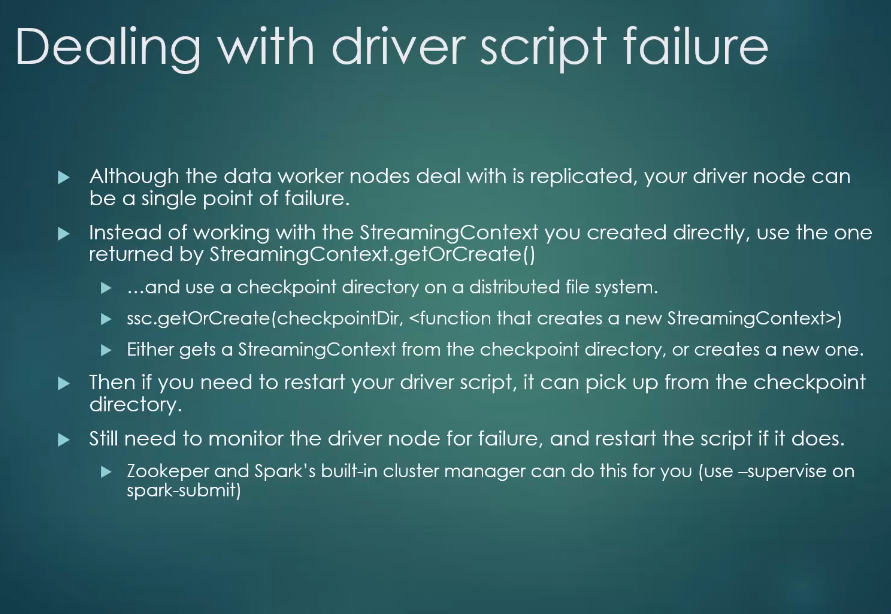 Dealing with driver script failure
Although the data worker nodes deal with is replicated, your driver node can
be a single point of failure.
Instead of working with the StreamingContext you created directly, use the one
returned by StreamingContext.getOrCreate()
…and use a checkpoint directory on a distributed file system.
ssc.getOrCreate(checkpointDir, <function that creates a new StreamingContext>)
Either gets a StreamingContext from the checkpoint directory, or creates a new one.
Then if you need to restart your driver script, it can pick up from the checkpoint
directory.
Still need to monitor the driver node for failure, and restart the script if it does.
Zookeper and Spark's built-in cluster manager can do this for you (use –supervise on
spark-submit)